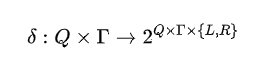 δ : Q × Γ → 2^{Q×Γ×{L,R}}